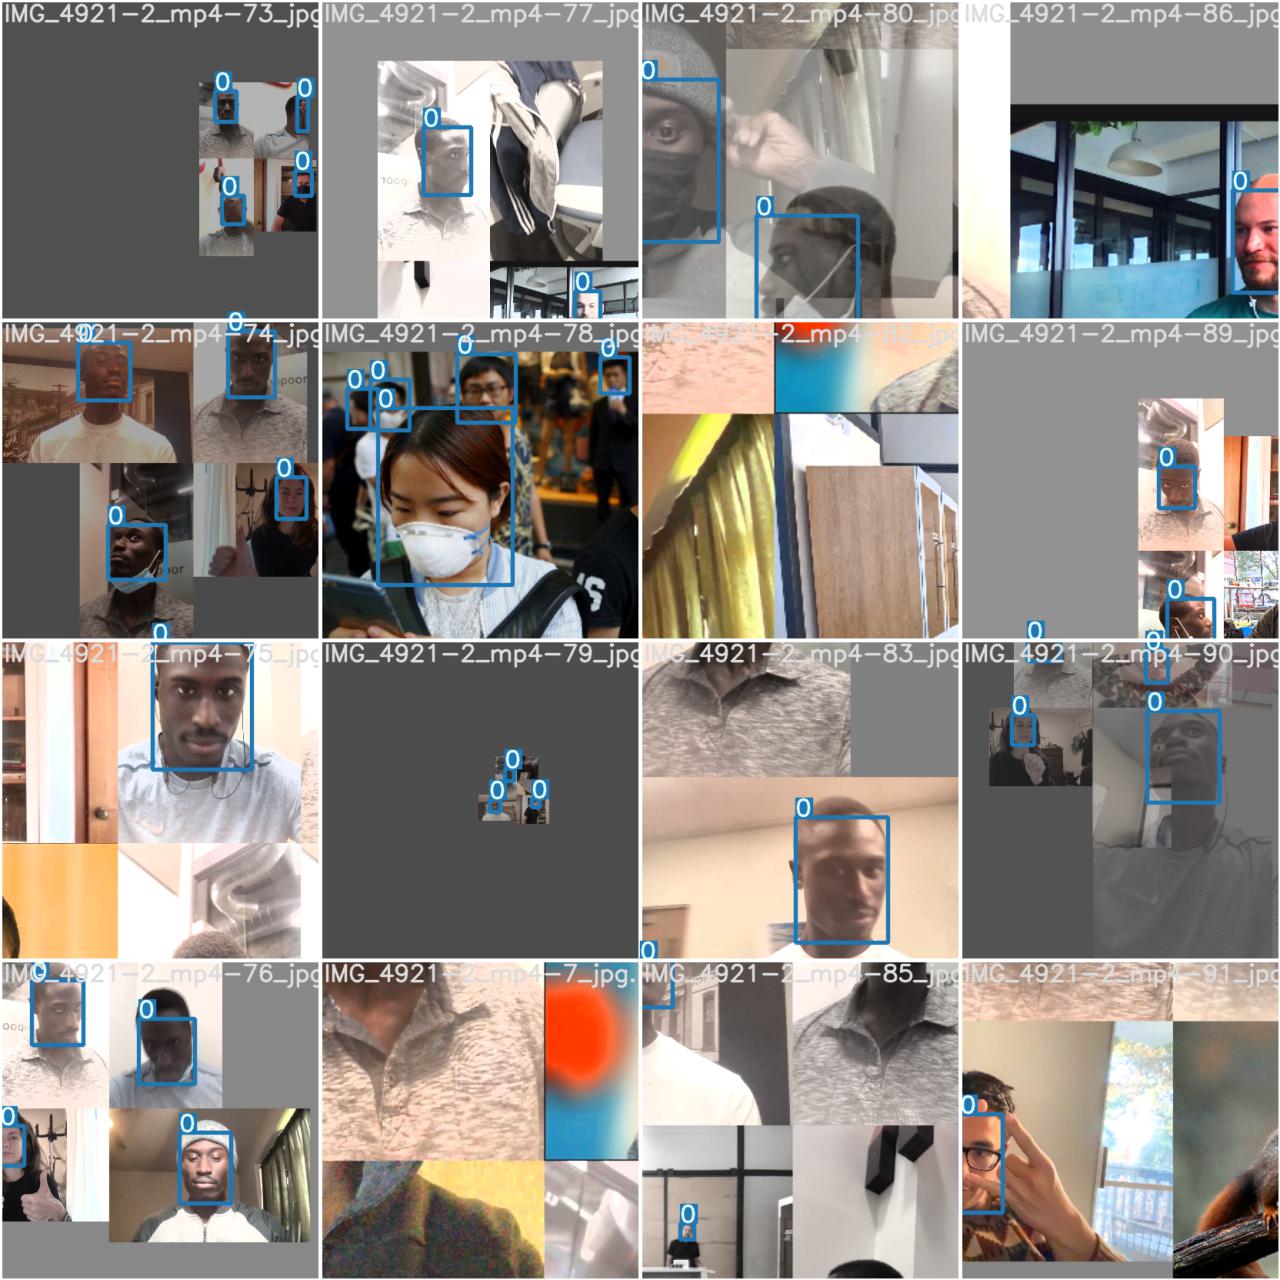 IMG_4921-2_mp4-73_jpg
IMG_4921-2_mp4-77_jpg
IMG_4921-2_mp4-80_jpg
IMG_4921-2_mp4-86_jpg
0
0
0
0
0
0
0
0
0
IMG_4921-2_mp4-74_jpg
IMG_4921-2_mp4-78_jpg
IMG_4921-2_mp4-82_jpg
IMG_4921-2_mp4-89_jpg
0
0
poor
0
0
poor
0
0
0
0
0
S
0
0
0
IMG_4921-2_mp4-75_jpg
IMG_4921-2_mp4-79_jpg
IMG_4921-2_mp4-83_jpg
IMG_4921-2_mp4-90_jpg
0
0
0
0
0
0
0
0
0
IMG_4921-2_mp4-76_jpg
IMG_4921-2_mp4-7_jpg.
IMG_4921-2_mp4-85_jpg
IMG_4921-2_mp4-91_jpg
0
0
0
0
0
0